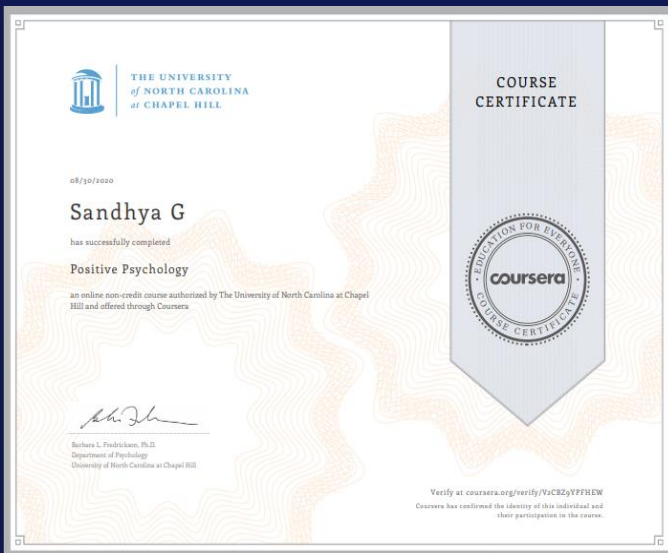 THE UNIVERSITY
of NORTH CAROLINA
at CHAPEL HILL
COURSE
CERTIFICATE
08/30/2020
Sandhya G
has successfully completed
Positive Psychology
an online non-credit course authorized by The University of North Carolina at Chapel
Hill and offered through Coursera
EDUCATION FOR EVERYONE
coursera
COURSE CERTIFICATE
Barbara L. Fredrickson, Ph.D.
Department of Psychology
University of North Carolina at Chapel Hill
Verify at coursera.org/verify/V2CBZ9YPFHEW
Coursera has confirmed the identity of this individual and
their participation in the course.